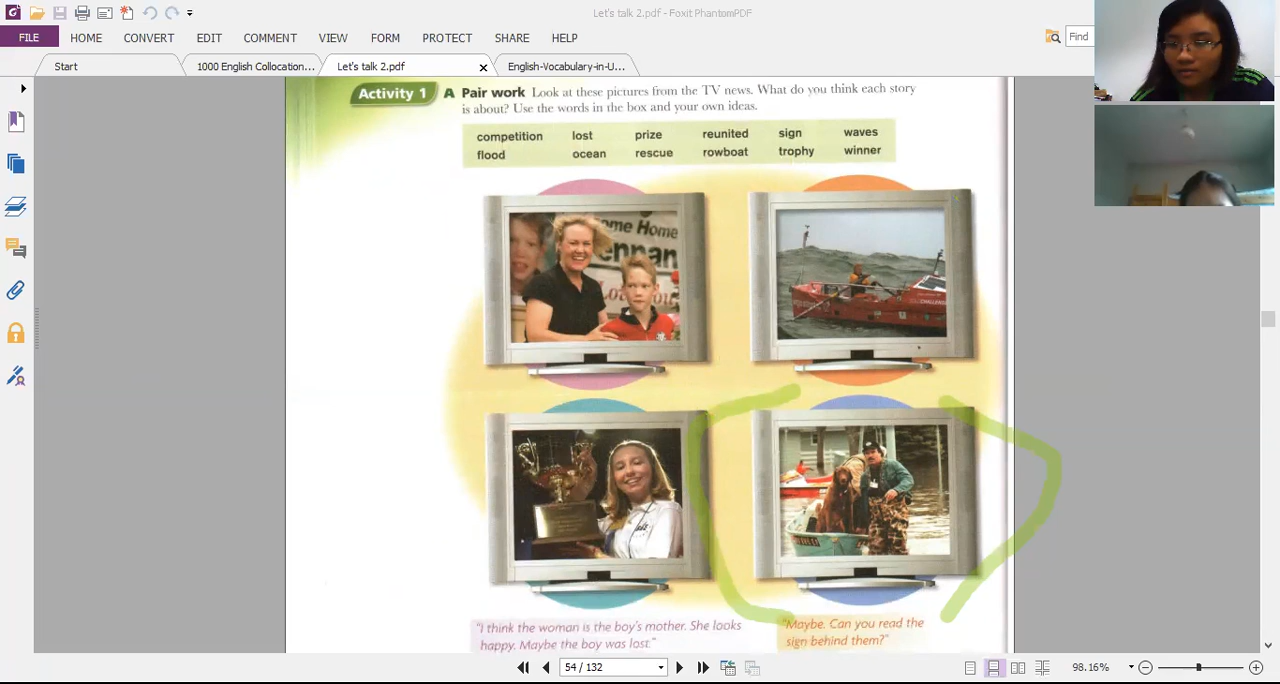 Let's talk 2.pdf - Foxit PhantomPDF
FILE HOME CONVERT EDIT COMMENT VIEW FORM PROTECT SHARE HELP
Find
Start
1000 English Collocation...
Let's talk 2.pdf
English-Vocabulary-in-U...
Activity 1 A Pair work Look at these pictures from the TV news. What do you think each story
is about? Use the words in the box and your own ideas.
competition lost prize reunited sign waves
flood ocean rescue rowboat trophy winner
ome Home
ennan
CHALLENG
"I think the woman is the boy's mother. She looks
happy. Maybe the boy was lost."
"Maybe. Can you read the
sign behind them?"
54 / 132
98.16%